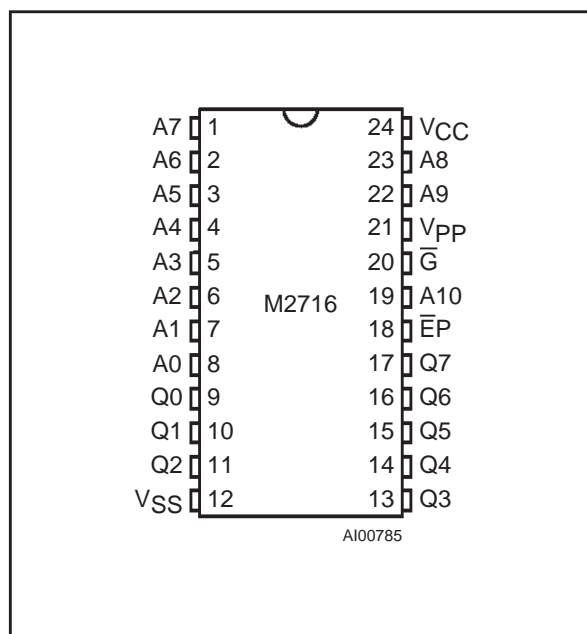 A7 1 24 VCC
A6 2 23 A8
A5 3 22 A9
A4 4 21 VPP
A3 5 20 G̅
A2 6 19 A10
M2716
A1 7 18 E̅P
A0 8 17 Q7
Q0 9 16 Q6
Q1 10 15 Q5
Q2 11 14 Q4
VSS 12 13 Q3
AI00785